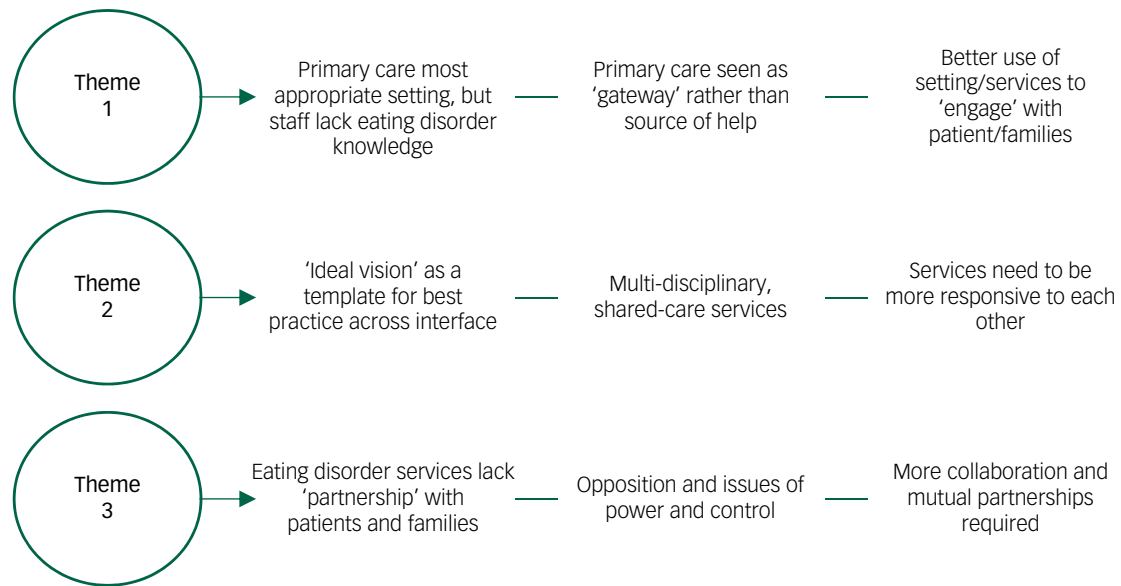 Theme
1
Primary care most
appropriate setting, but
staff lack eating disorder
knowledge
Primary care seen as
‘gateway’ rather than
source of help
Better use of
setting/services to
‘engage’ with
patient/families
Theme
2
‘Ideal vision’ as a
template for best
practice across interface
Multi-disciplinary,
shared-care services
Services need to be
more responsive to each
other
Theme
3
Eating disorder services lack
‘partnership’ with
patients and families
Opposition and issues of
power and control
More collaboration and
mutual partnerships
required